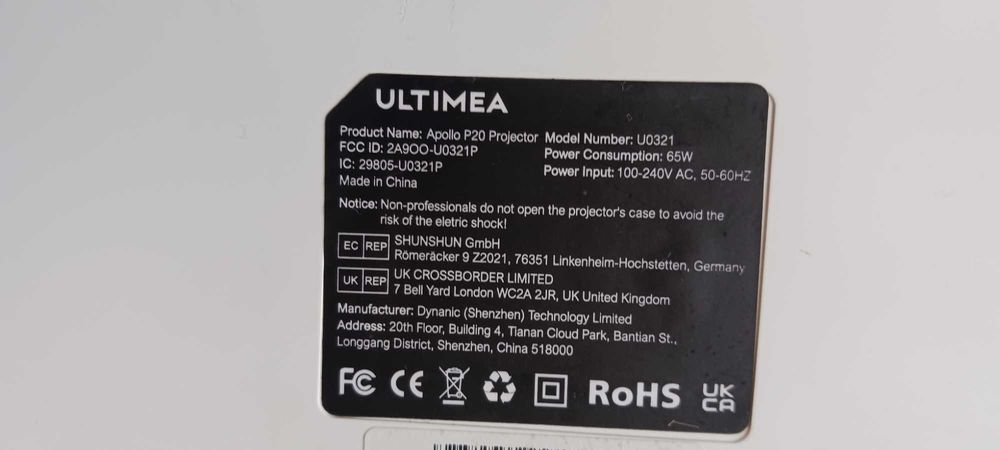 ULTIMEA
Product Name: Apollo P20 Projector
FCC ID: 2A9OO-U0321P
IC: 29805-U0321P
Made in China
Model Number: U0321
Power Consumption: 65W
Power Input: 100-240V AC, 50-60HZ
Notice: Non-professionals do not open the projector's case to avoid the
risk of the eletric shock!
EC REP
SHUNSHUN GmbH
Römeräcker 9 Z2021, 76351 Linkenheim-Hochstetten, Germany
UK REP
UK CROSSBORDER LIMITED
7 Bell Yard London WC2A 2JR, UK United Kingdom
Manufacturer: Dynanic (Shenzhen) Technology Limited
Address: 20th Floor, Building 4, Tianan Cloud Park, Bantian St.,
Longgang District, Shenzhen, China 518000
FC CE RoHS UK CA